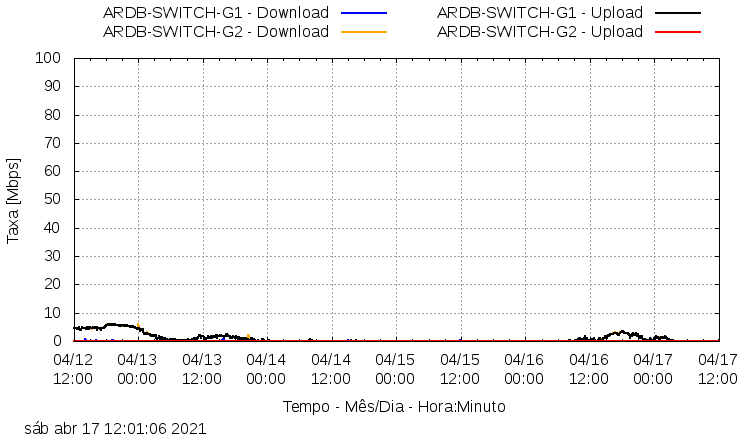 ARDB-SWITCH-G1 - Download ARDB-SWITCH-G1 - Upload
ARDB-SWITCH-G2 - Download ARDB-SWITCH-G2 - Upload
100
90
80
70
60
50
40
30
20
10
0
Taxa [Mbps]
04/12 04/13 04/13 04/14 04/14 04/15 04/15 04/16 04/16 04/17 04/17
12:00 00:00 12:00 00:00 12:00 00:00 12:00 00:00 12:00 00:00 12:00
Tempo - Mês/Dia - Hora:Minuto
sáb abr 17 12:01:06 2021